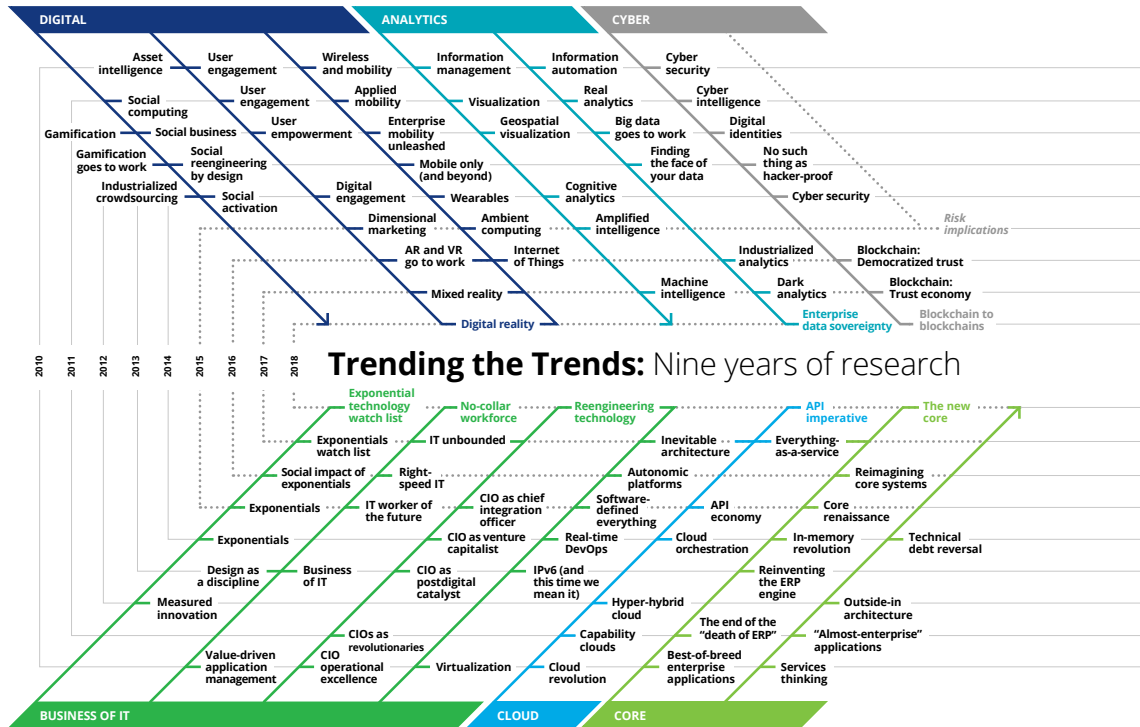 DIGITAL
ANALYTICS
CYBER
Asset
intelligence
User
engagement
Wireless
and mobility
Information
management
Information
automation
Cyber
security
Social
computing
User
engagement
Applied
mobility
Visualization
Real
analytics
Cyber
intelligence
Gamification
Social business
User
empowerment
Enterprise
mobility
unleashed
Geospatial
visualization
Big data
goes to work
Digital
identities
Gamification
goes to work
Social
reengineering
by design
Mobile only
(and beyond)
Finding
the face of
your data
No such
thing as
hacker-proof
Industrialized
crowdsourcing
Social
activation
Digital
engagement
Wearables
Cognitive
analytics
Cyber security
Dimensional
marketing
Ambient
computing
Amplified
intelligence
Risk
implications
AR and VR
go to work
Internet
of Things
Industrialized
analytics
Blockchain:
Democratized trust
Mixed reality
Machine
intelligence
Dark
analytics
Blockchain:
Trust economy
Digital reality
Enterprise
data sovereignty
Blockchain to
blockchains
2010
2011
2012
2013
2014
2015
2016
2017
2018
Trending the Trends: Nine years of research
Exponential
technology
watch list
No-collar
workforce
Reengineering
technology
API
imperative
The new
core
Exponentials
watch list
IT unbounded
Inevitable
architecture
Everything-
as-a-service
Social impact of
exponentials
Right-
speed IT
Autonomic
platforms
Reimagining
core systems
Exponentials
IT worker of
the future
CIO as chief
integration
officer
Software-
defined
everything
API
economy
Core
renaissance
Exponentials
CIO as venture
capitalist
Real-time
DevOps
Cloud
orchestration
In-memory
revolution
Technical
debt reversal
Design as
a discipline
Business
of IT
CIO as
postdigital
catalyst
IPv6 (and
this time we
mean it)
Reinventing
the ERP
engine
Measured
innovation
Hyper-hybrid
cloud
Outside-in
architecture
CIOs as
revolutionaries
Capability
clouds
The end of the
“death of ERP”
“Almost-enterprise”
applications
Value-driven
application
management
CIO
operational
excellence
Virtualization
Cloud
revolution
Best-of-breed
enterprise
applications
Services
thinking
BUSINESS OF IT
CLOUD
CORE